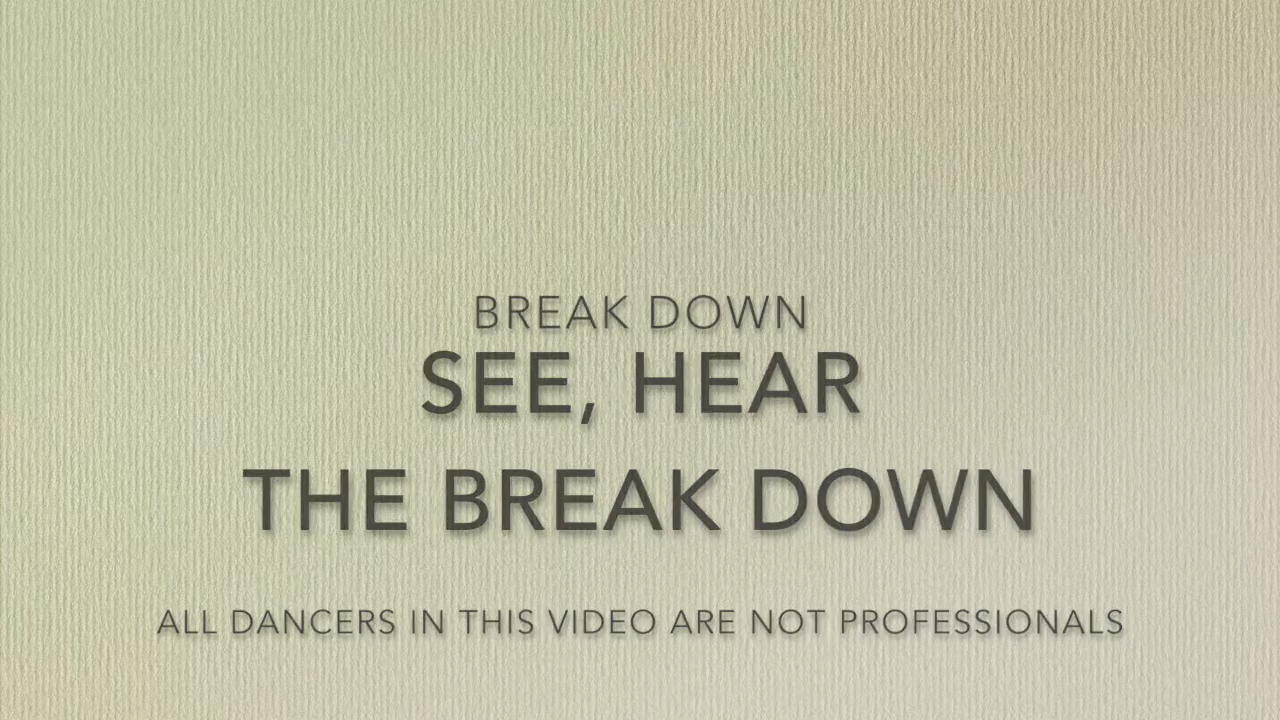 BREAK DOWN
SEE, HEAR
THE BREAK DOWN
ALL DANCERS IN THIS VIDEO ARE NOT PROFESSIONALS